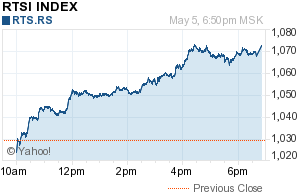 RTSI INDEX
RTS.RS
May 5, 6:50pm MSK
1,080
1,070
1,060
1,050
1,040
1,030
1,020
© Yahoo!
10am 12pm 2pm 4pm 6pm
Previous Close